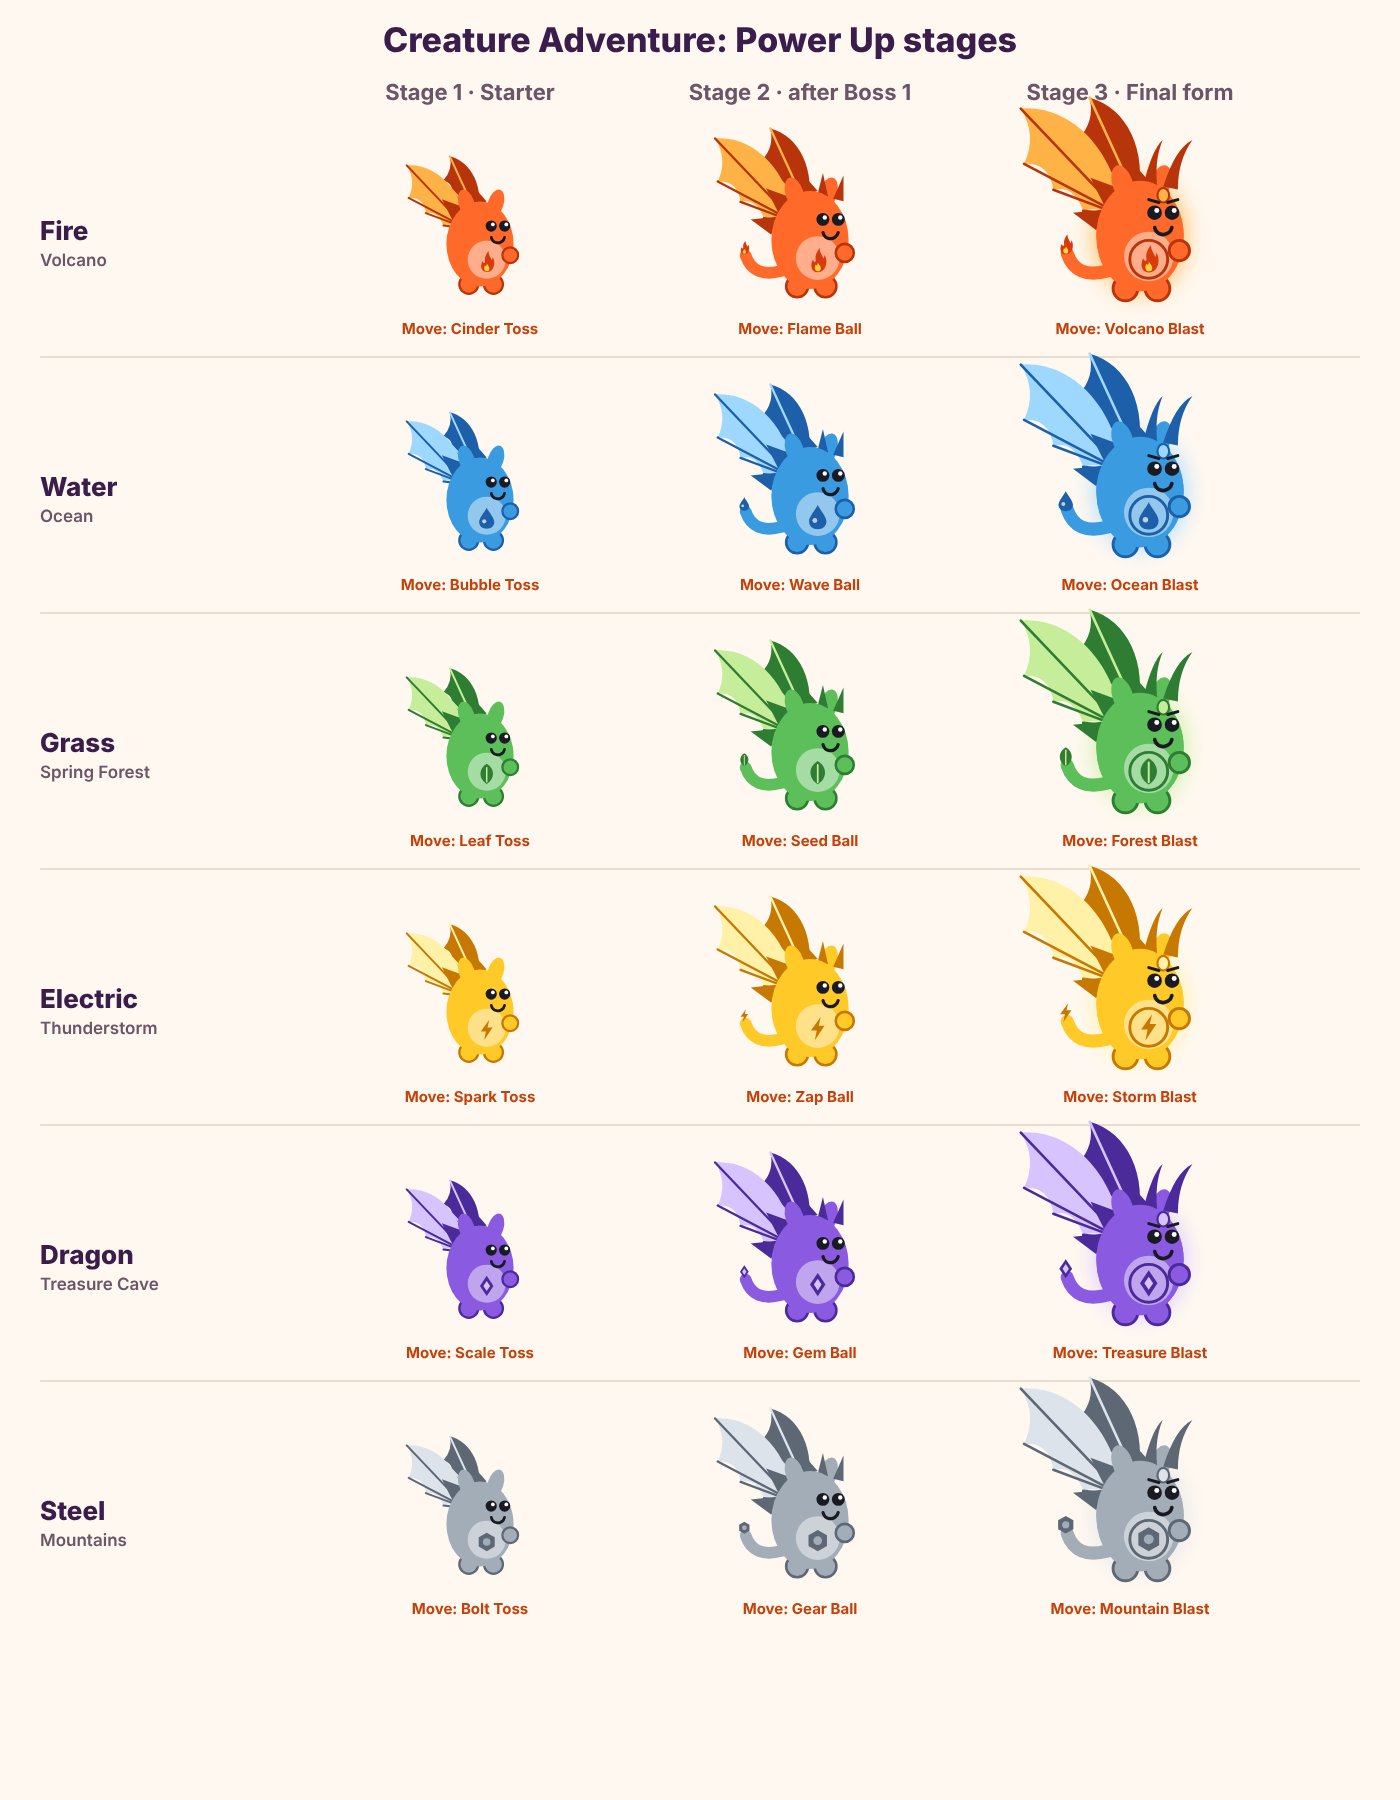 Creature Adventure: Power Up stages
Stage 1 · Starter
Stage 2 · after Boss 1
Stage 3 · Final form
Fire
Volcano
Move: Cinder Toss
Move: Flame Ball
Move: Volcano Blast
Water
Ocean
Move: Bubble Toss
Move: Wave Ball
Move: Ocean Blast
Grass
Spring Forest
Move: Leaf Toss
Move: Seed Ball
Move: Forest Blast
Electric
Thunderstorm
Move: Spark Toss
Move: Zap Ball
Move: Storm Blast
Dragon
Treasure Cave
Move: Scale Toss
Move: Gem Ball
Move: Treasure Blast
Steel
Mountains
Move: Bolt Toss
Move: Gear Ball
Move: Mountain Blast